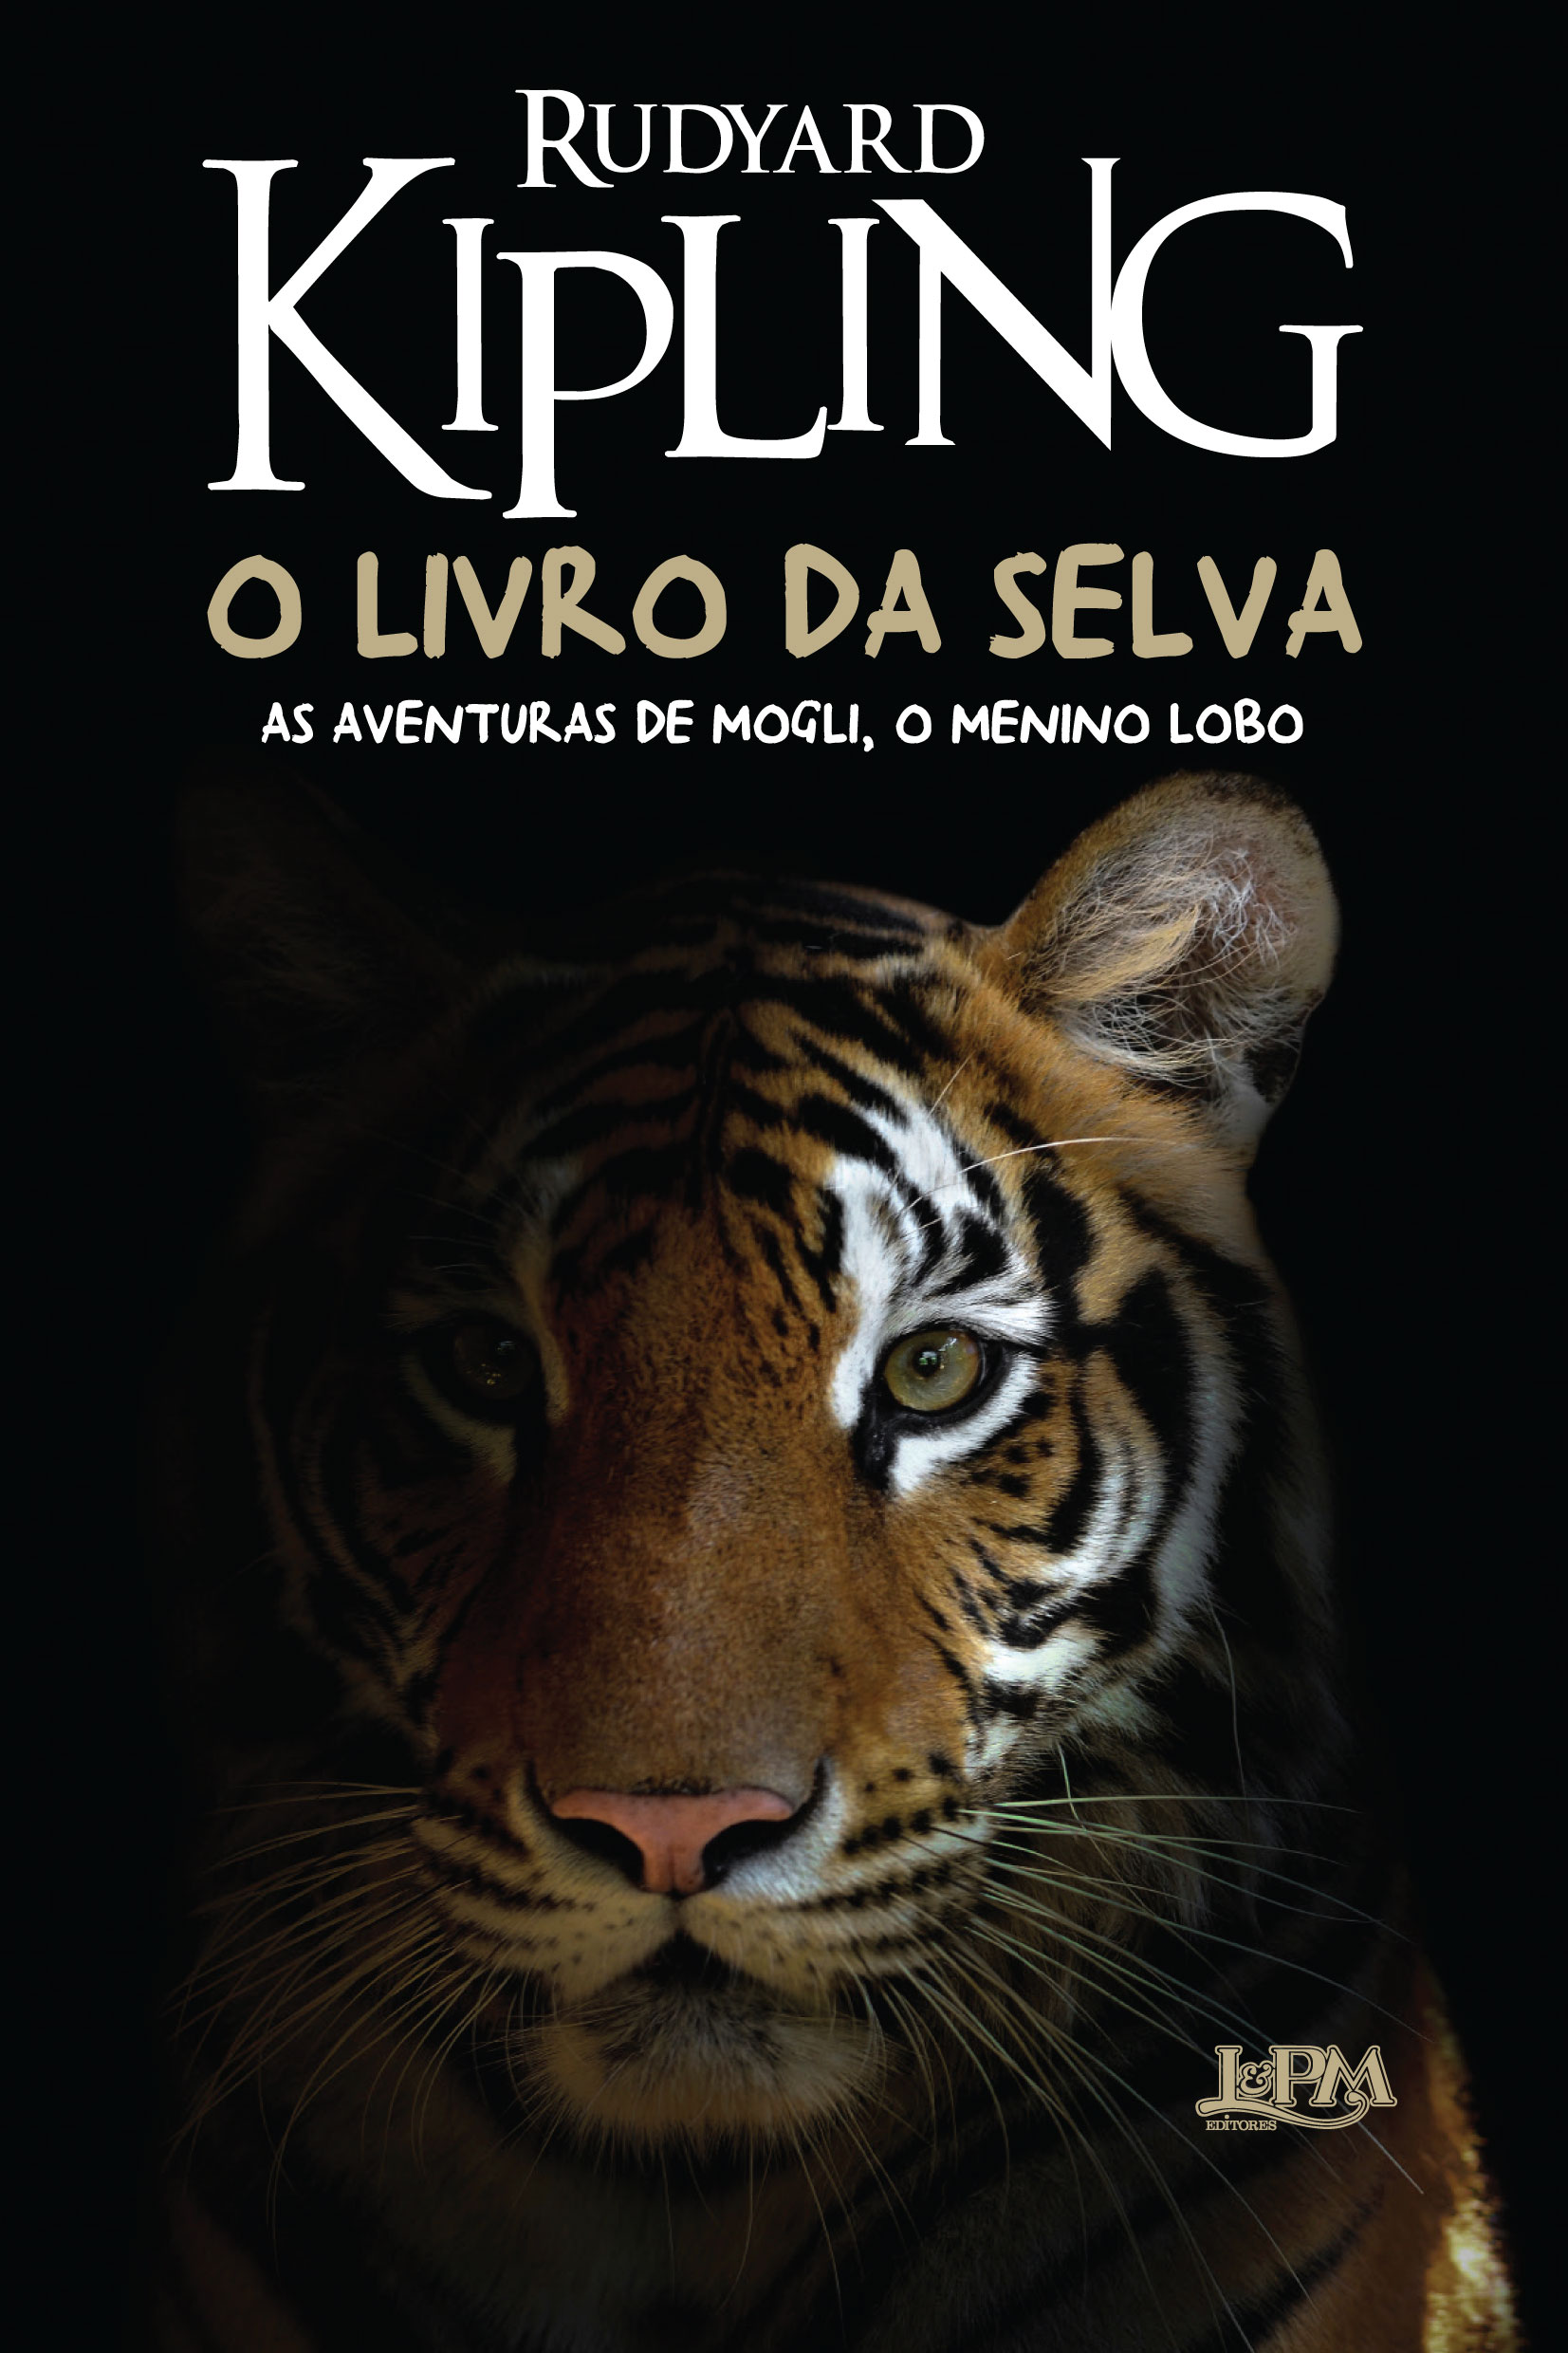 RUDYARD
KIPLING
O LIVRO DA SELVA
AS AVENTURAS DE MOGLI, O MENINO LOBO
L&PM
EDITORES